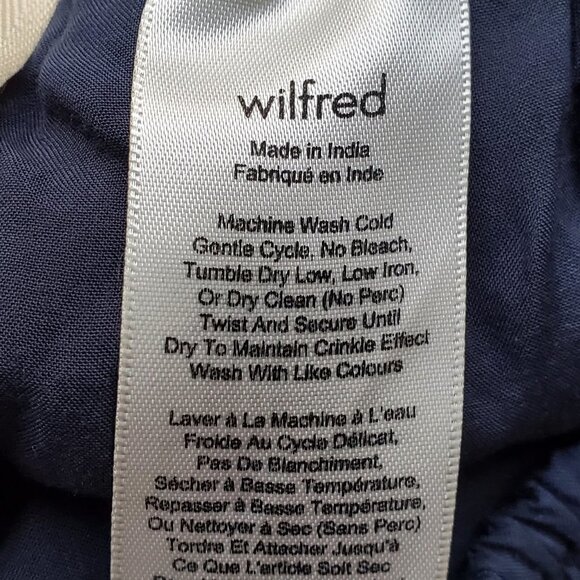 wilfred
Made in India
Fabriqué en Inde
Machine Wash Cold
Gentle Cycle, No Bleach,
Tumble Dry Low, Low Iron,
Or Dry Clean (No Perc)
Twist And Secure Until
Dry To Maintain Crinkle Effect
Wash With Like Colours
Laver à La Machine à L'eau
Froide Au Cycle Délicat,
Pas De Blanchiment,
Sécher à Basse Température,
Repasser à Basse Température,
Ou Nettoyer à Sec (Sans Perc)
Tordre Et Attacher Jusqu'à
Ce Que L'article Soit Sec